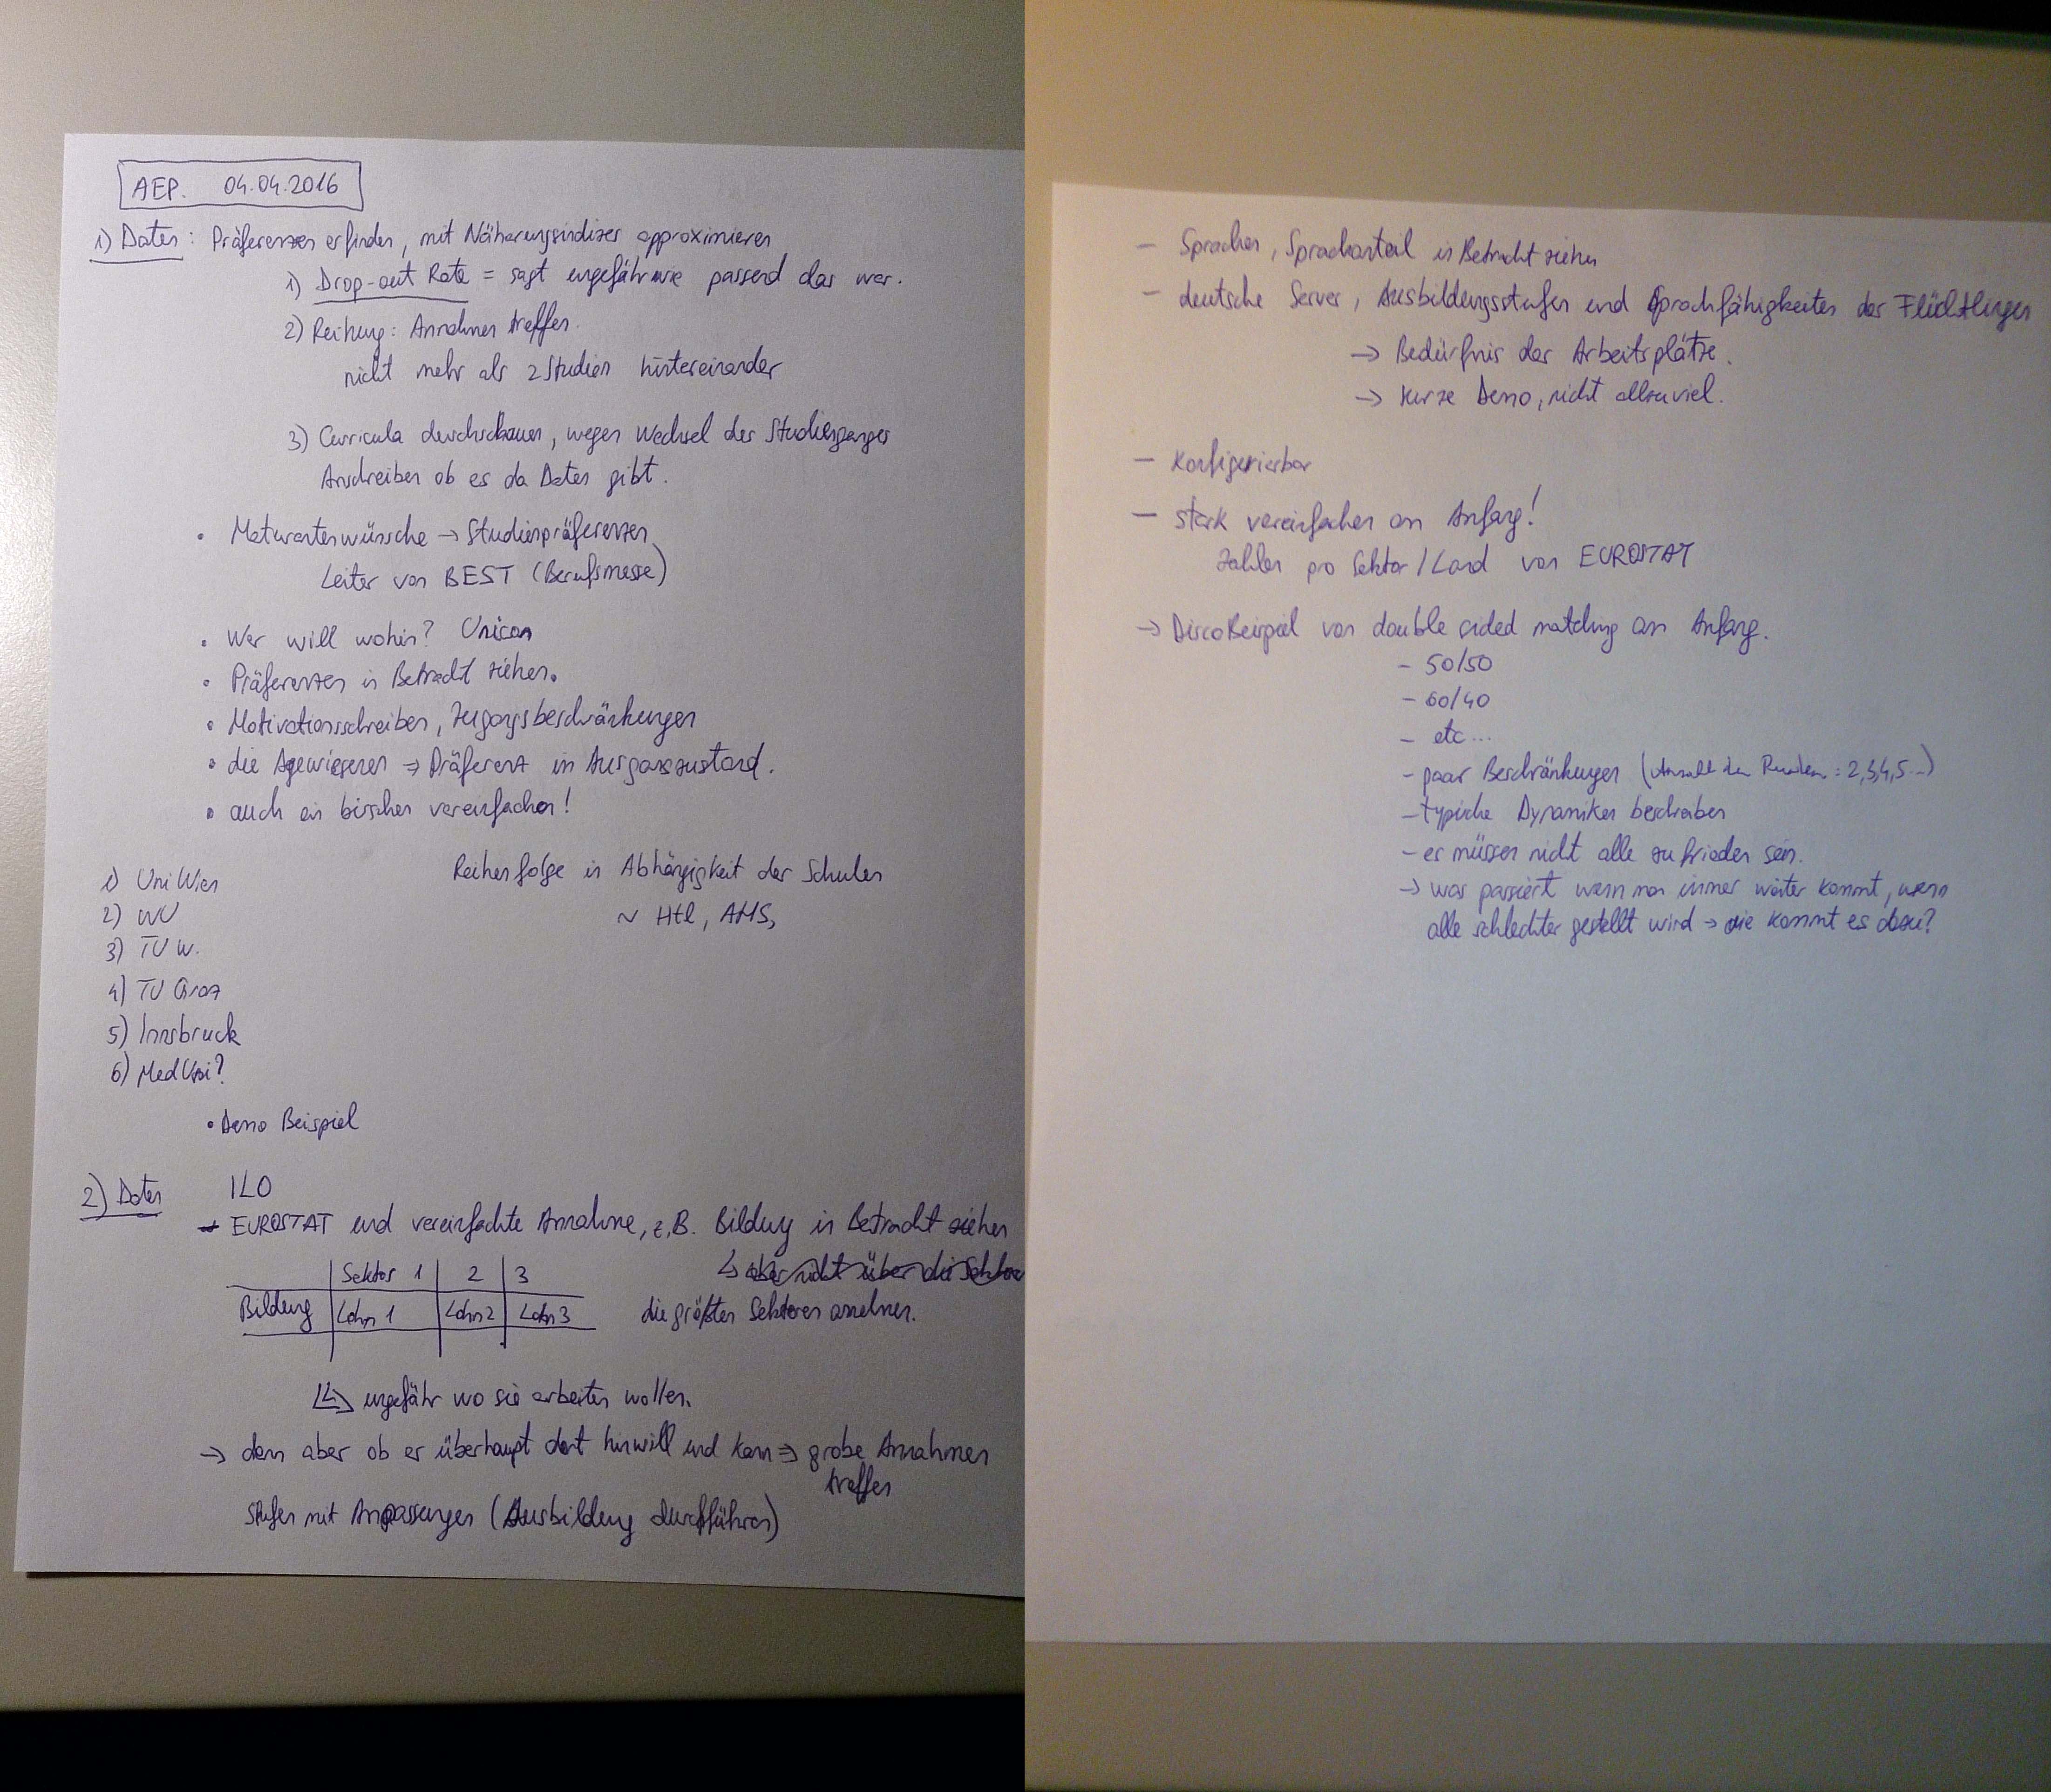 AEP. 04.04.2016
1) Daten: Präferenzen erfinden, mit Näherungsindizes approximieren
1) Drop-out Rate = sagt ungefähr wie passend das war.
2) Reihung: Annahmen treffen.
nicht mehr als 2 Studien hintereinander
3) Curricula durchschauen, wegen Wechsel des Studienganges
Anschreiben ob es da Daten gibt.
• Maturantenwünsche → Studienpräferenzen
Leiter von BEST (Berufsmesse)
• Wer will wohin? Unicon
• Präferenzen in Betracht ziehen.
• Motivationsschreiben, Zugangsbeschränkungen
• die Agewiesenen ⇒ Präferenz im Ausganszustand.
• auch ein bisschen vereinfachen!
1) Uni Wien
Reihenfolge in Abhängigkeit der Schulen
2) WU
~ Htl, AHS,
3) TU W.
4) TU Graz
5) Innsbruck
6) MedUni?
• Demo Beispiel
2) Daten ILO
→ EUROSTAT und vereinfachte Annahme, z.B. Bildung in Betracht ziehen
↳ aber nicht über die Sektoren
Sektor 1 | 2 | 3
Bildung | Lohn 1 | Lohn 2 | Lohn 3
die größten Sektoren annehmen.
↳ ungefähr wo sie arbeiten wollen.
→ dann aber ob er überhaupt dort hinwill und kann ⇒ grobe Annahmen
treffen
Stufen mit Anpassungen (Ausbildung durchführen)
– Sprachen, Sprachanteil in Betracht ziehen
– deutsche Server, Ausbildungsstufen und Sprachfähigkeiten der Flüchtlingen
→ Bedürfnis der Arbeitsplätze.
→ kurze Demo, nicht allzuviel.
– Konfigurierbar
– stark vereinfachen am Anfang!
Zahlen pro Sektor / Land von EUROSTAT
→ Disco Beispiel von double sided matching am Anfang.
– 50/50
– 60/40
– etc...
– paar Beschränkungen (Anzahl der Runden = 2,3,4,5...)
– typische Dynamiken beschreiben
– es müssen nicht alle zufrieden sein.
→ was passiert wenn man immer weiter kommt, wenn
alle schlechter gestellt wird → wie kommt es dazu?